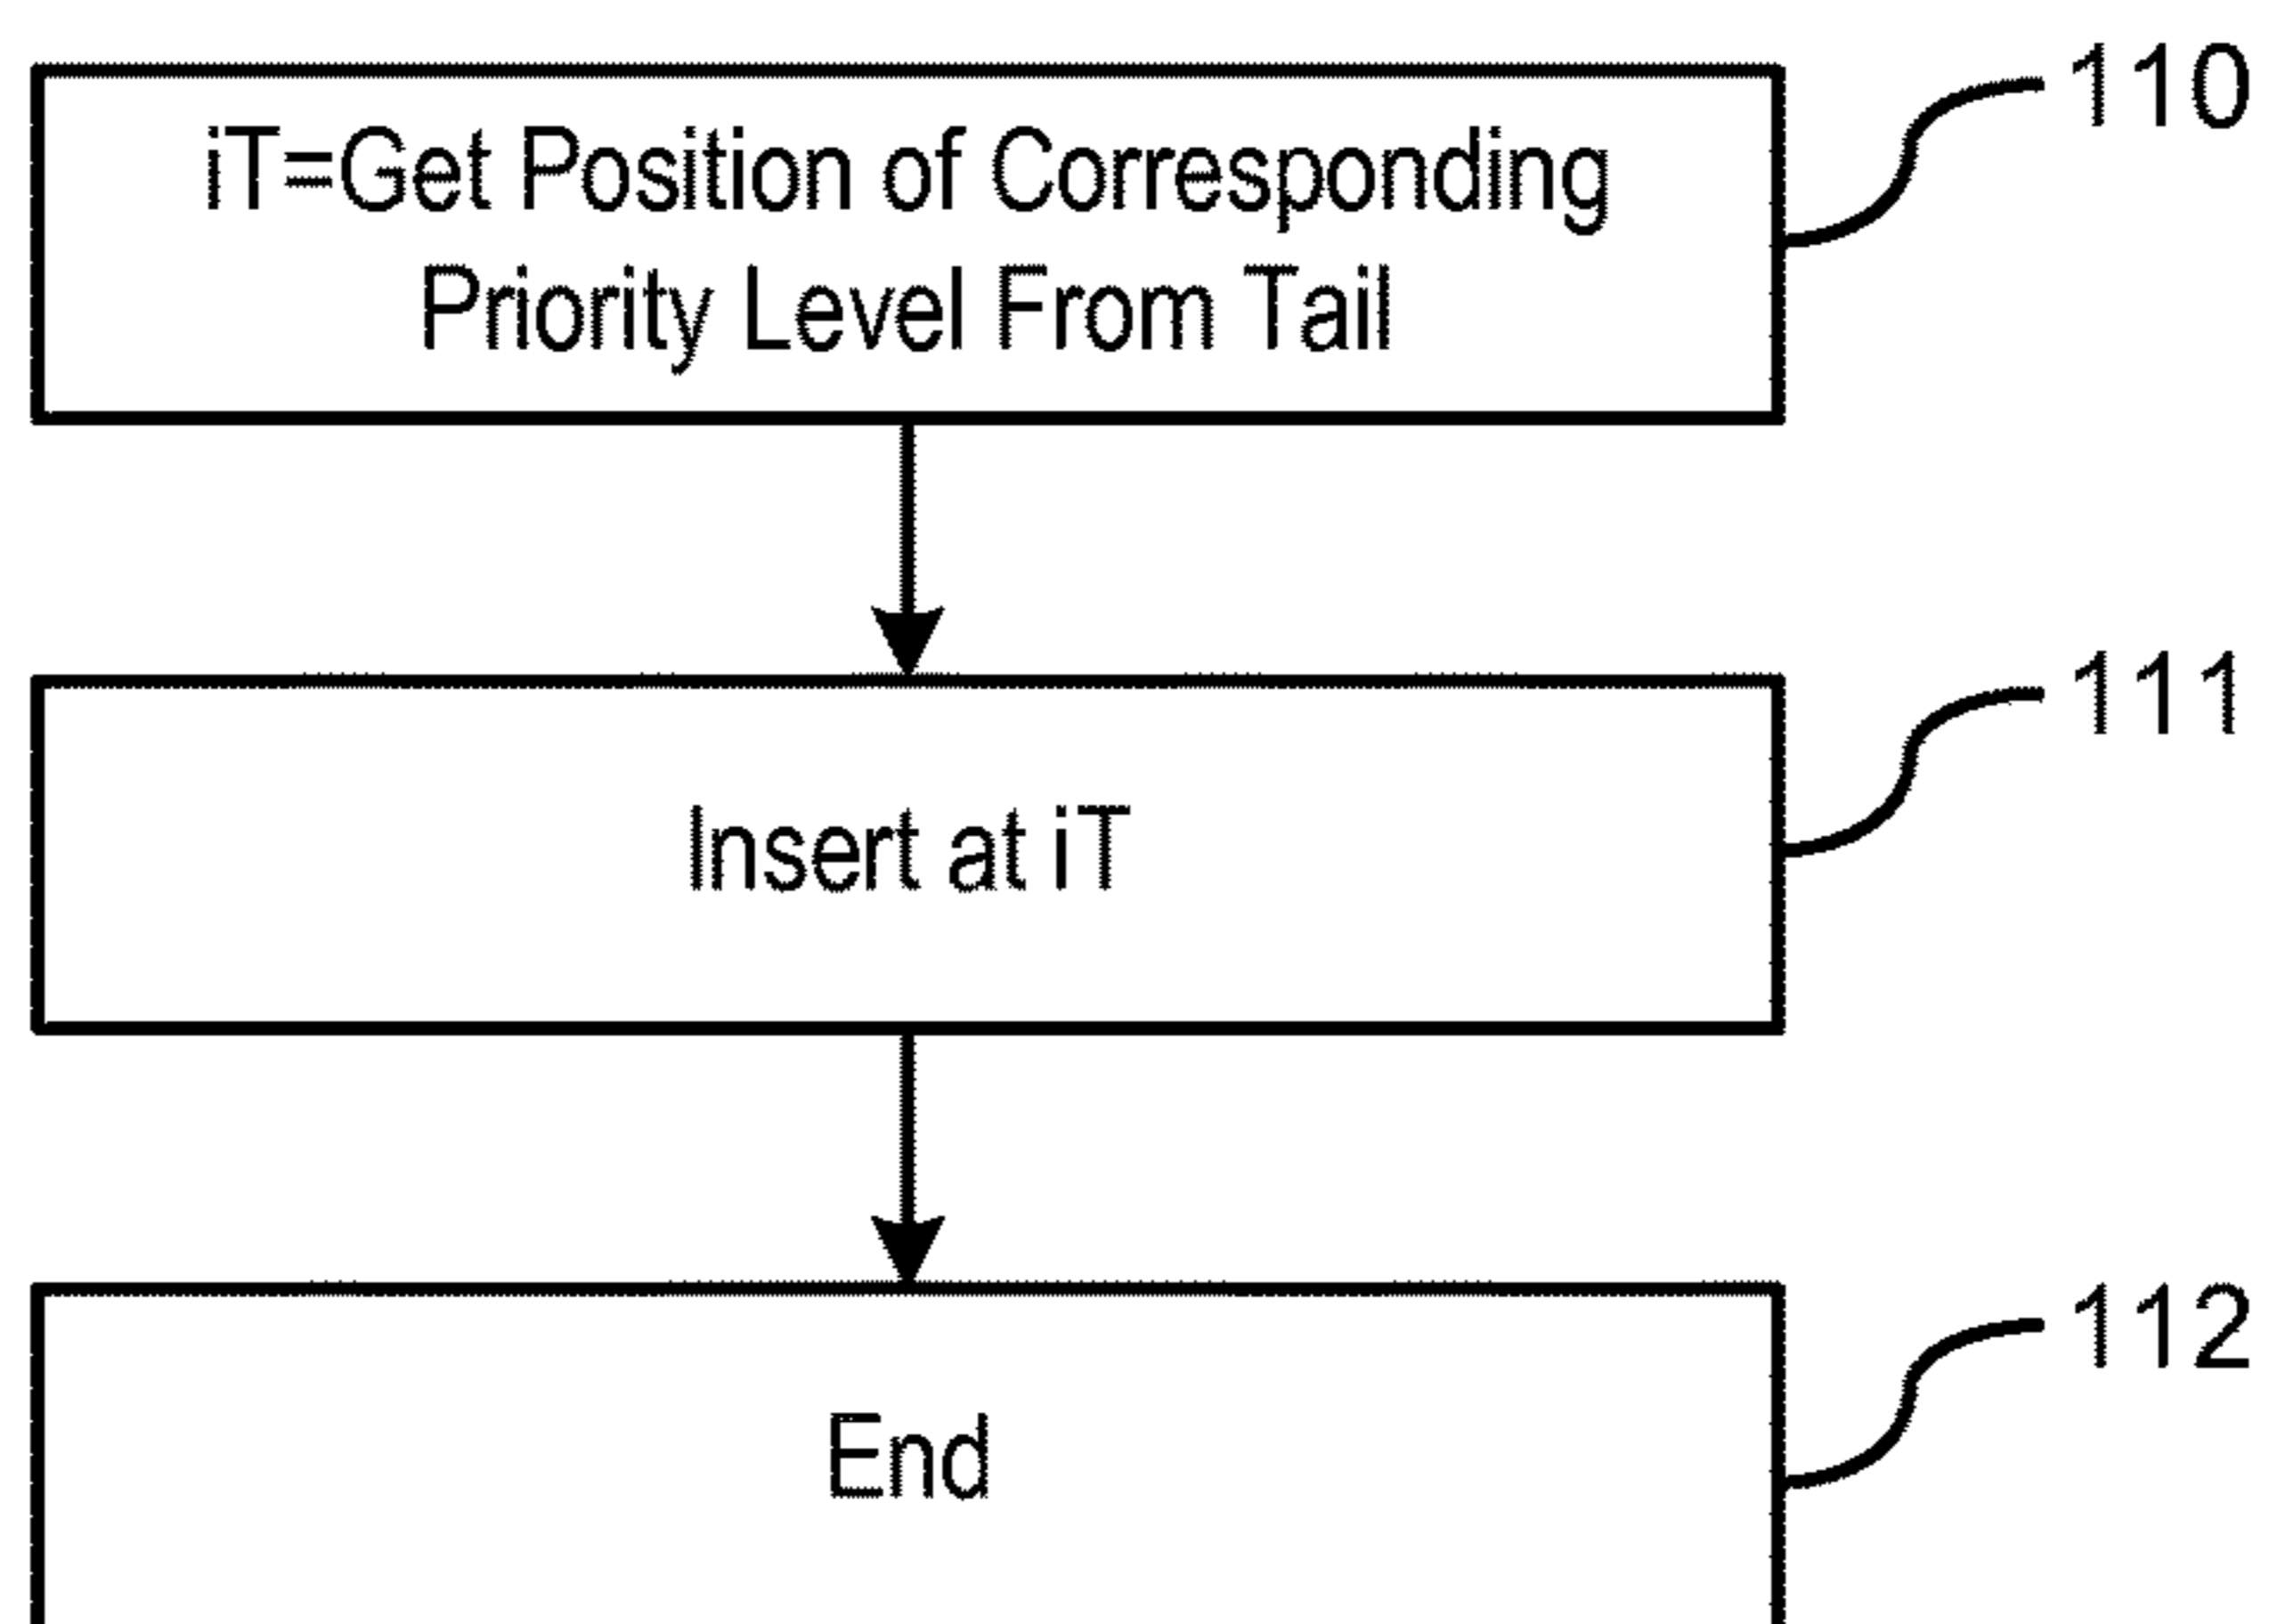 110
iT=Get Position of Corresponding
Priority Level From Tail
111
Insert at iT
112
End